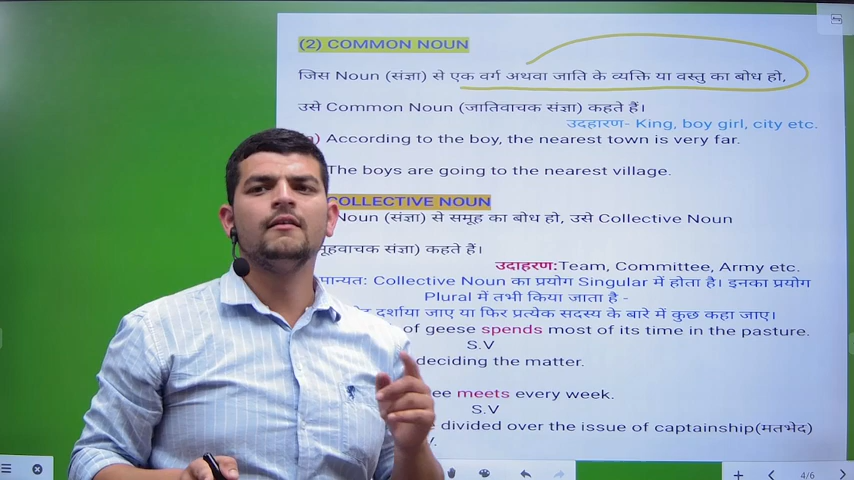 (2) COMMON NOUN
जिस Noun (संज्ञा) से एक वर्ग अथवा जाति के व्यक्ति या वस्तु का बोध हो,
उसे Common Noun (जातिवाचक संज्ञा) कहते हैं।
उदहारण- King, boy girl, city etc.
According to the boy, the nearest town is very far.
The boys are going to the nearest village.
COLLECTIVE NOUN
Noun (संज्ञा) से समूह का बोध हो, उसे Collective Noun
संज्ञा) कहते हैं।
उदाहरण:Team, Committee, Army etc.
Collective Noun का प्रयोग Singular में होता है। इनका प्रयोग
Plural में तभी किया जाता है -
दर्शाया जाए या फिर प्रत्येक सदस्य के बारे में कुछ कहा जाए।
of geese spends most of its time in the pasture.
S.V
deciding the matter.
meets every week.
S.V
divided over the issue of captainship(मतभेद)
4/6